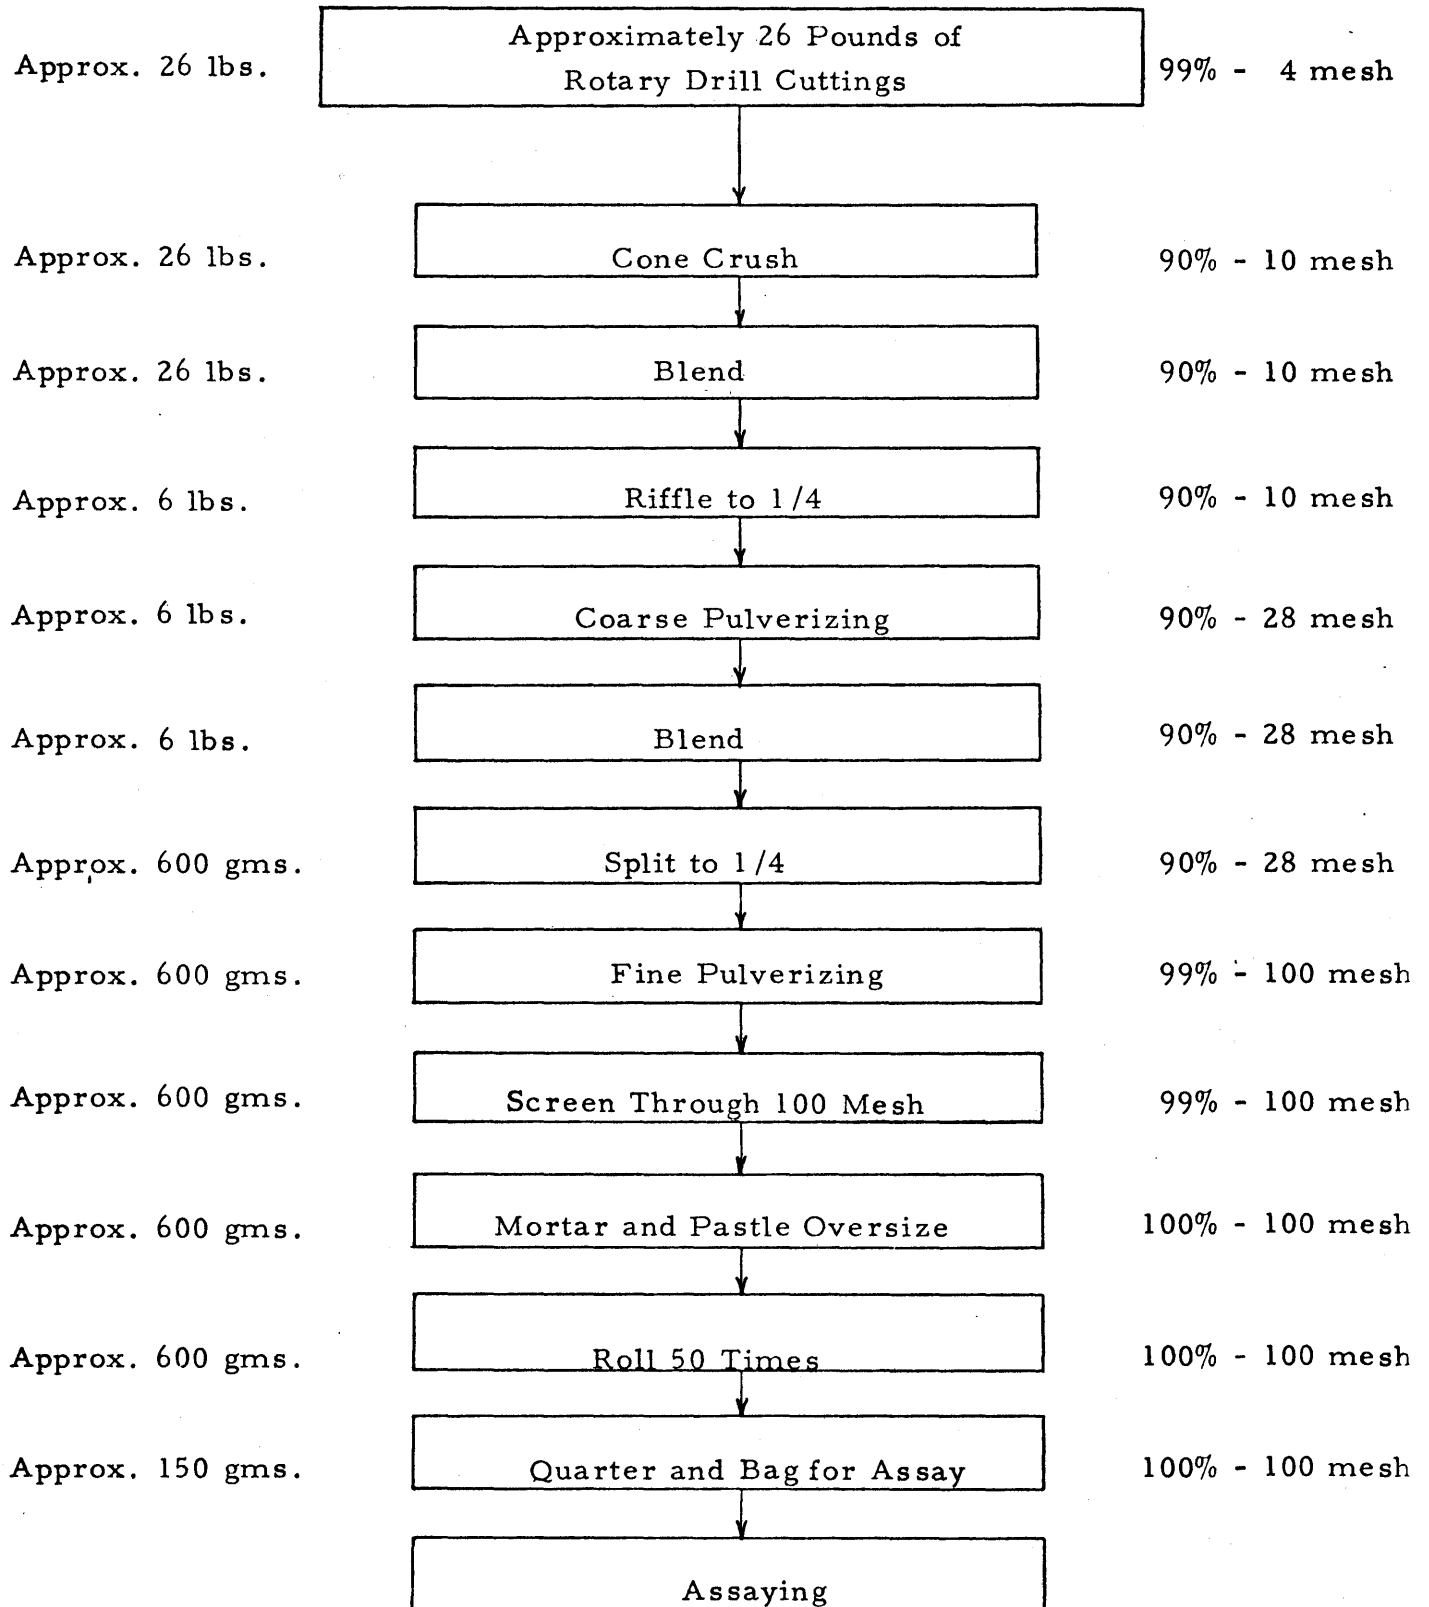 Approximately 26 Pounds of
Approx. 26 lbs. Rotary Drill Cuttings 99% - 4 mesh
Approx. 26 lbs. Cone Crush 90% - 10 mesh
Approx. 26 lbs. Blend 90% - 10 mesh
Approx. 6 lbs. Riffle to 1/4 90% - 10 mesh
Approx. 6 lbs. Coarse Pulverizing 90% - 28 mesh
Approx. 6 lbs. Blend 90% - 28 mesh
Approx. 600 gms. Split to 1/4 90% - 28 mesh
Approx. 600 gms. Fine Pulverizing 99% - 100 mesh
Approx. 600 gms. Screen Through 100 Mesh 99% - 100 mesh
Approx. 600 gms. Mortar and Pastle Oversize 100% - 100 mesh
Approx. 600 gms. Roll 50 Times 100% - 100 mesh
Approx. 150 gms. Quarter and Bag for Assay 100% - 100 mesh
Assaying